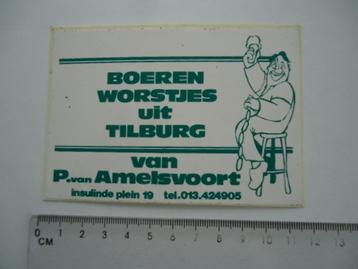 BOEREN
WORSTJES
uit
TILBURG
van
P.van Amelsvoort
insulinde plein 19 tel.013.424905
0 1 2 3 4 5 6 7 8 9 10 11 12 13
CM